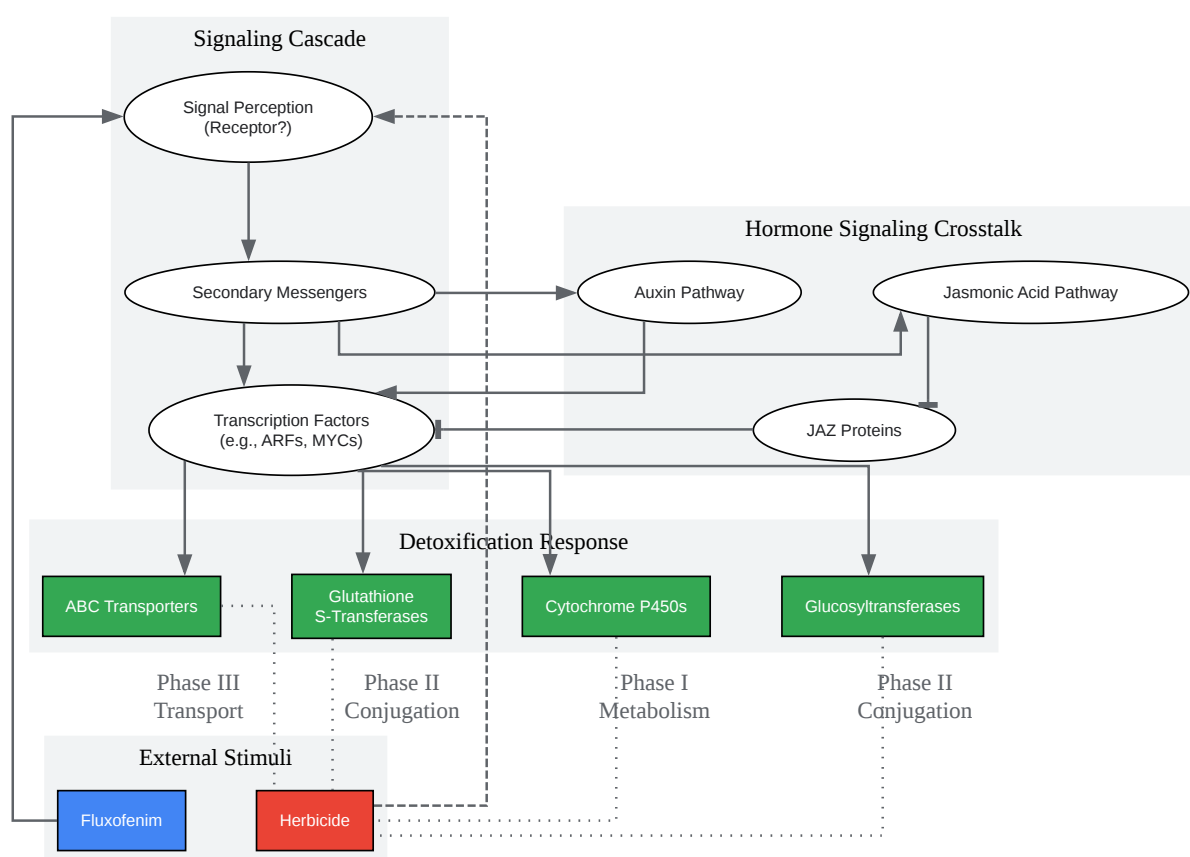 Signaling Cascade
Signal Perception
(Receptor?)
Hormone Signaling Crosstalk
Secondary Messengers
Auxin Pathway
Jasmonic Acid Pathway
Transcription Factors
(e.g., ARFs, MYCs)
JAZ Proteins
Detoxification Response
ABC Transporters
Glutathione
S-Transferases
Cytochrome P450s
Glucosyltransferases
Phase III
Transport
Phase II
Conjugation
Phase I
Metabolism
Phase II
Conjugation
External Stimuli
Fluxofenim
Herbicide